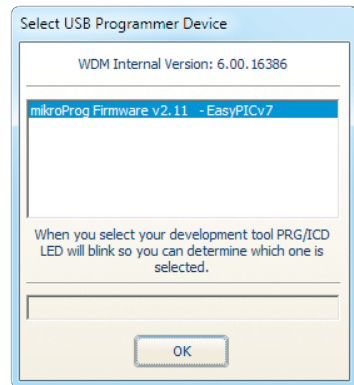 Select USB Programmer Device
WDM Internal Version: 6.00.16386
mikroProg Firmware v2.11 - EasyPICv7
When you select your development tool PRG/ICD
LED will blink so you can determine which one is
selected.
OK